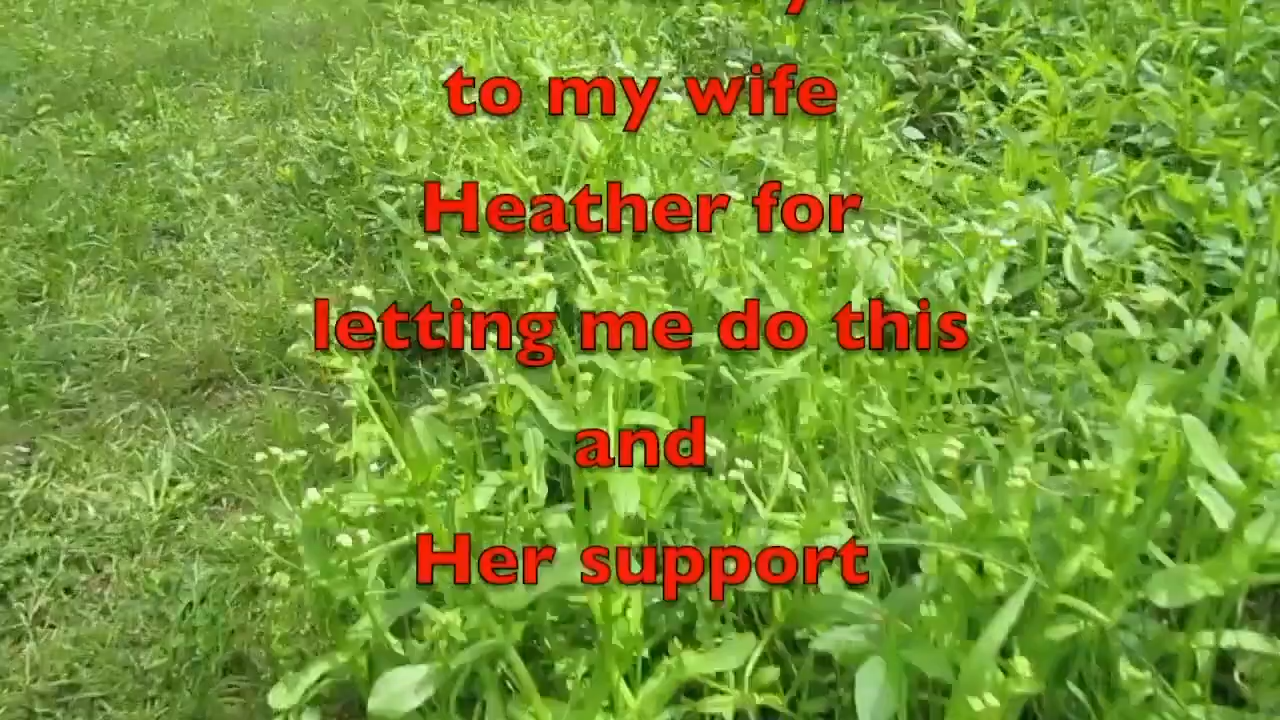 to my wife
Heather for
letting me do this
and
Her support